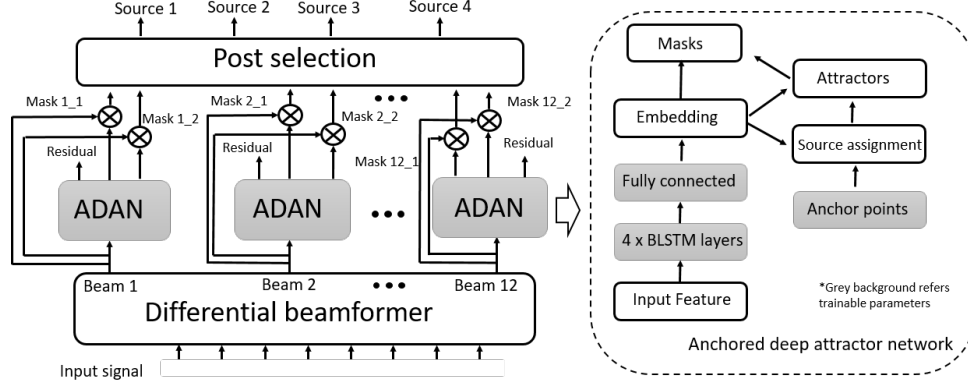 Source 1 Source 2 Source 3 Source 4
Post selection
Mask 1_1
Mask 1_2
Mask 2_1
Mask 2_2
Mask 12_2
Mask 12_1
Residual
Residual
Residual
ADAN
ADAN
ADAN
Beam 1
Beam 2
Beam 12
Differential beamformer
Input signal
Masks
Attractors
Embedding
Source assignment
Fully connected
Anchor points
4 x BLSTM layers
Input Feature
*Grey background refers
trainable parameters
Anchored deep attractor network